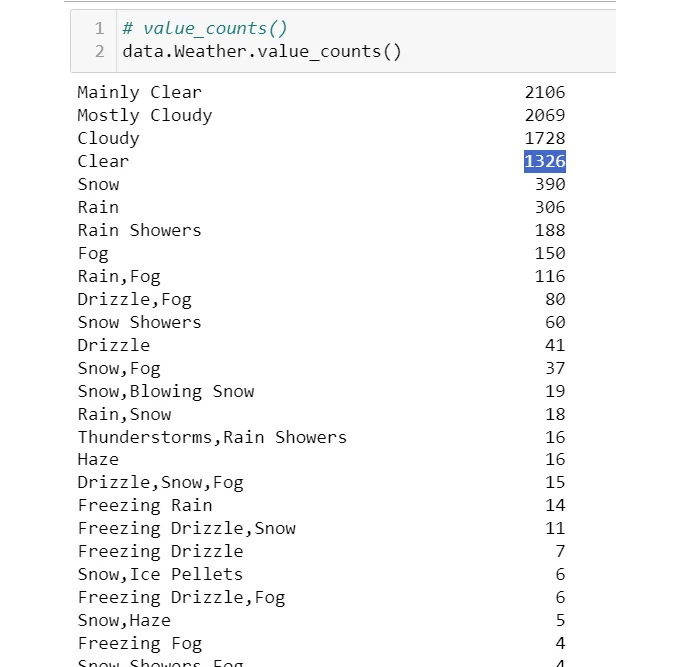 1 # value_counts()
2 data.Weather.value_counts()
Mainly Clear 2106
Mostly Cloudy 2069
Cloudy 1728
Clear 1326
Snow 390
Rain 306
Rain Showers 188
Fog 150
Rain,Fog 116
Drizzle,Fog 80
Snow Showers 60
Drizzle 41
Snow,Fog 37
Snow,Blowing Snow 19
Rain,Snow 18
Thunderstorms,Rain Showers 16
Haze 16
Drizzle,Snow,Fog 15
Freezing Rain 14
Freezing Drizzle,Snow 11
Freezing Drizzle 7
Snow,Ice Pellets 6
Freezing Drizzle,Fog 6
Snow,Haze 5
Freezing Fog 4
Snow Showers,Fog 4